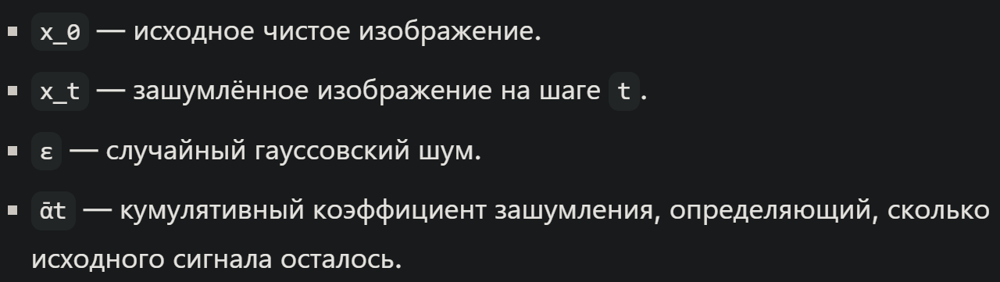 ▪ x_0 — исходное чистое изображение.
▪ x_t — зашумлённое изображение на шаге t.
▪ ε — случайный гауссовский шум.
▪ ᾱt — кумулятивный коэффициент зашумления, определяющий, сколько
исходного сигнала осталось.